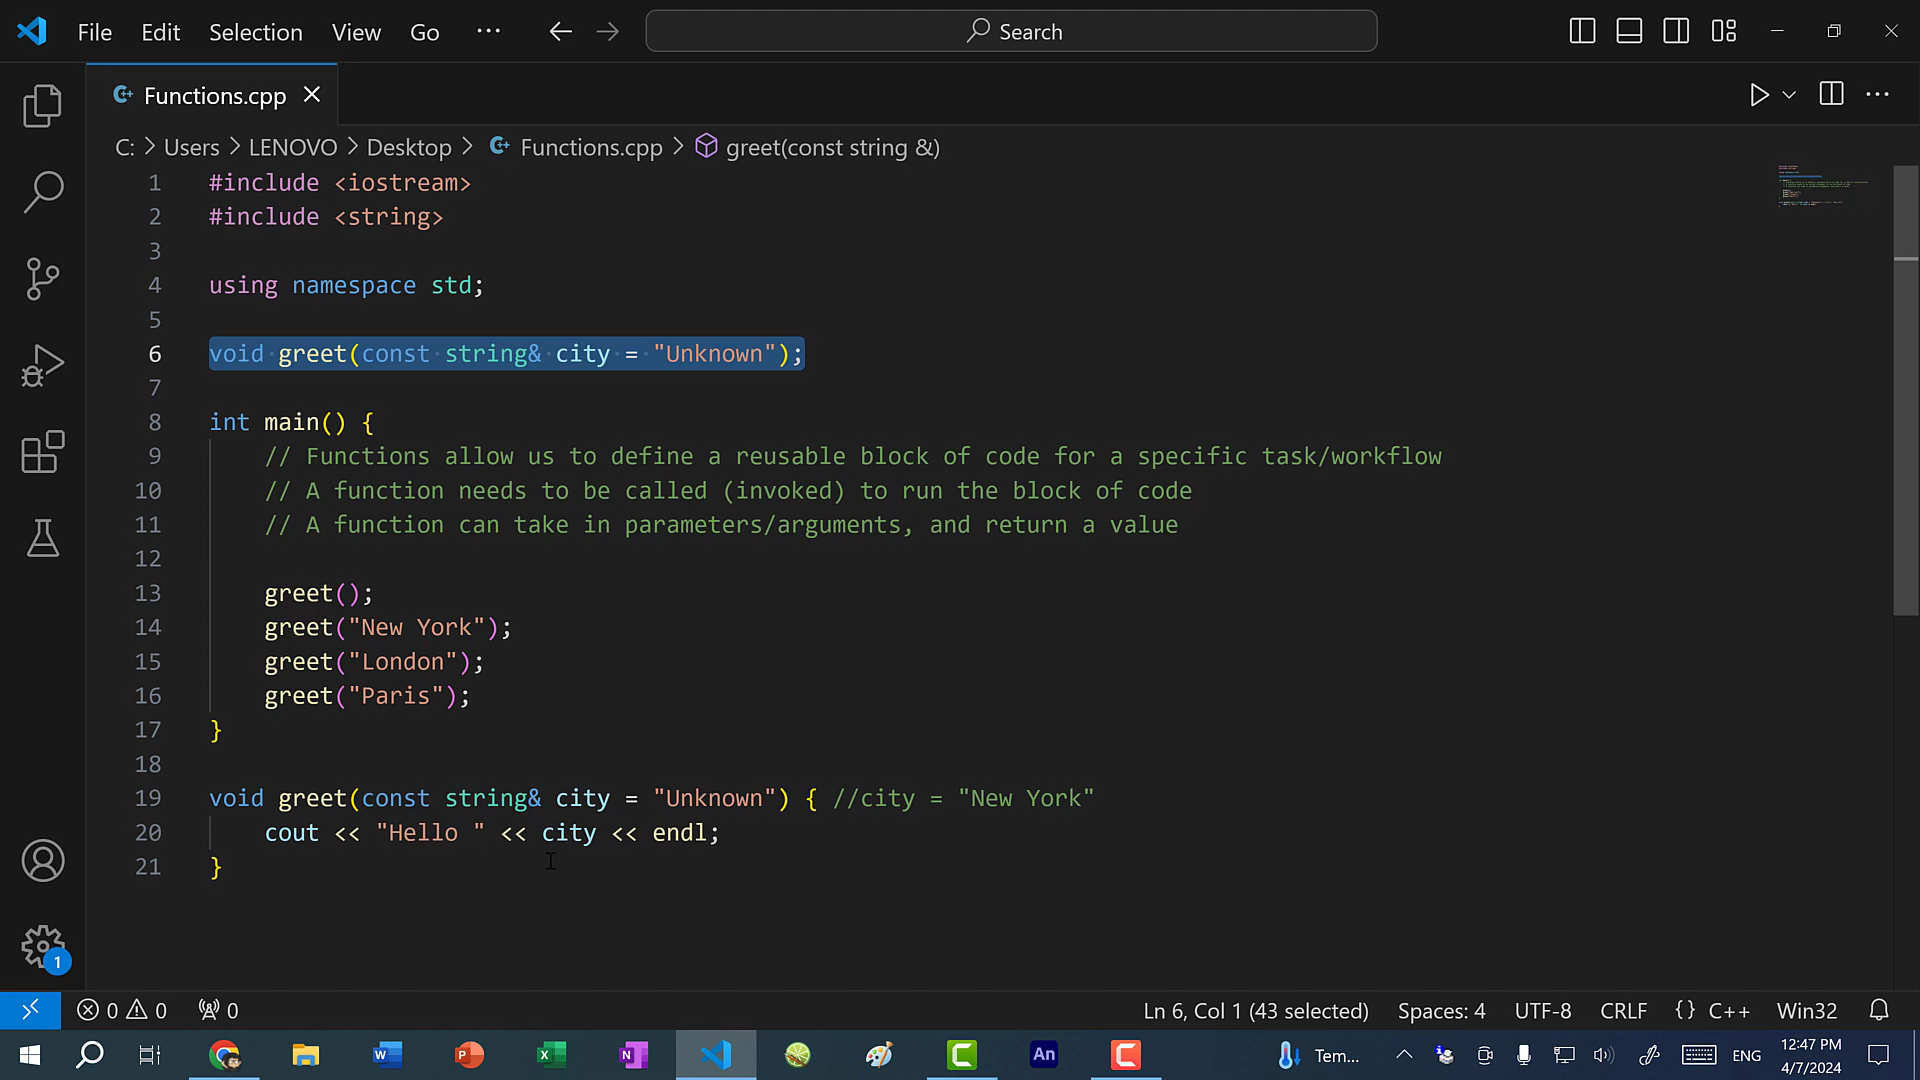 File Edit Selection View Go ··· Search
Functions.cpp
C: > Users > LENOVO > Desktop > Functions.cpp > greet(const string &)
1 #include <iostream>
2 #include <string>
3
4 using namespace std;
5
6 void greet(const string& city = "Unknown");
7
8 int main() {
9 // Functions allow us to define a reusable block of code for a specific task/workflow
10 // A function needs to be called (invoked) to run the block of code
11 // A function can take in parameters/arguments, and return a value
12
13 greet();
14 greet("New York");
15 greet("London");
16 greet("Paris");
17 }
18
19 void greet(const string& city = "Unknown") { //city = "New York"
20 cout << "Hello " << city << endl;
21 }
1
0 0 0 Ln 6, Col 1 (43 selected) Spaces: 4 UTF-8 CRLF {} C++ Win32
An Tem... ENG 12:47 PM
4/7/2024